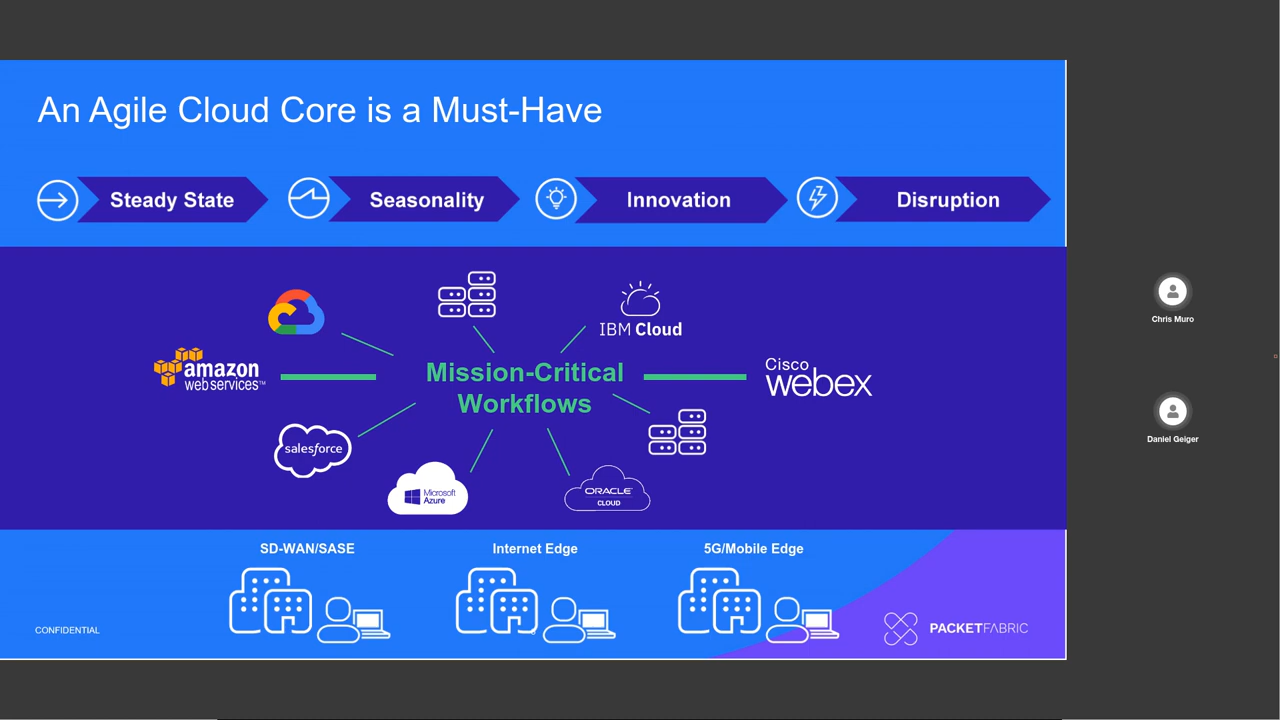 An Agile Cloud Core is a Must-Have
Steady State
Seasonality
Innovation
Disruption
IBM Cloud
amazon
web services™
Mission-Critical
Workflows
Cisco
webex
salesforce
Microsoft
Azure
ORACLE
CLOUD
SD-WAN/SASE
Internet Edge
5G/Mobile Edge
CONFIDENTIAL
PACKETFABRIC
Chris Muro
Daniel Geiger